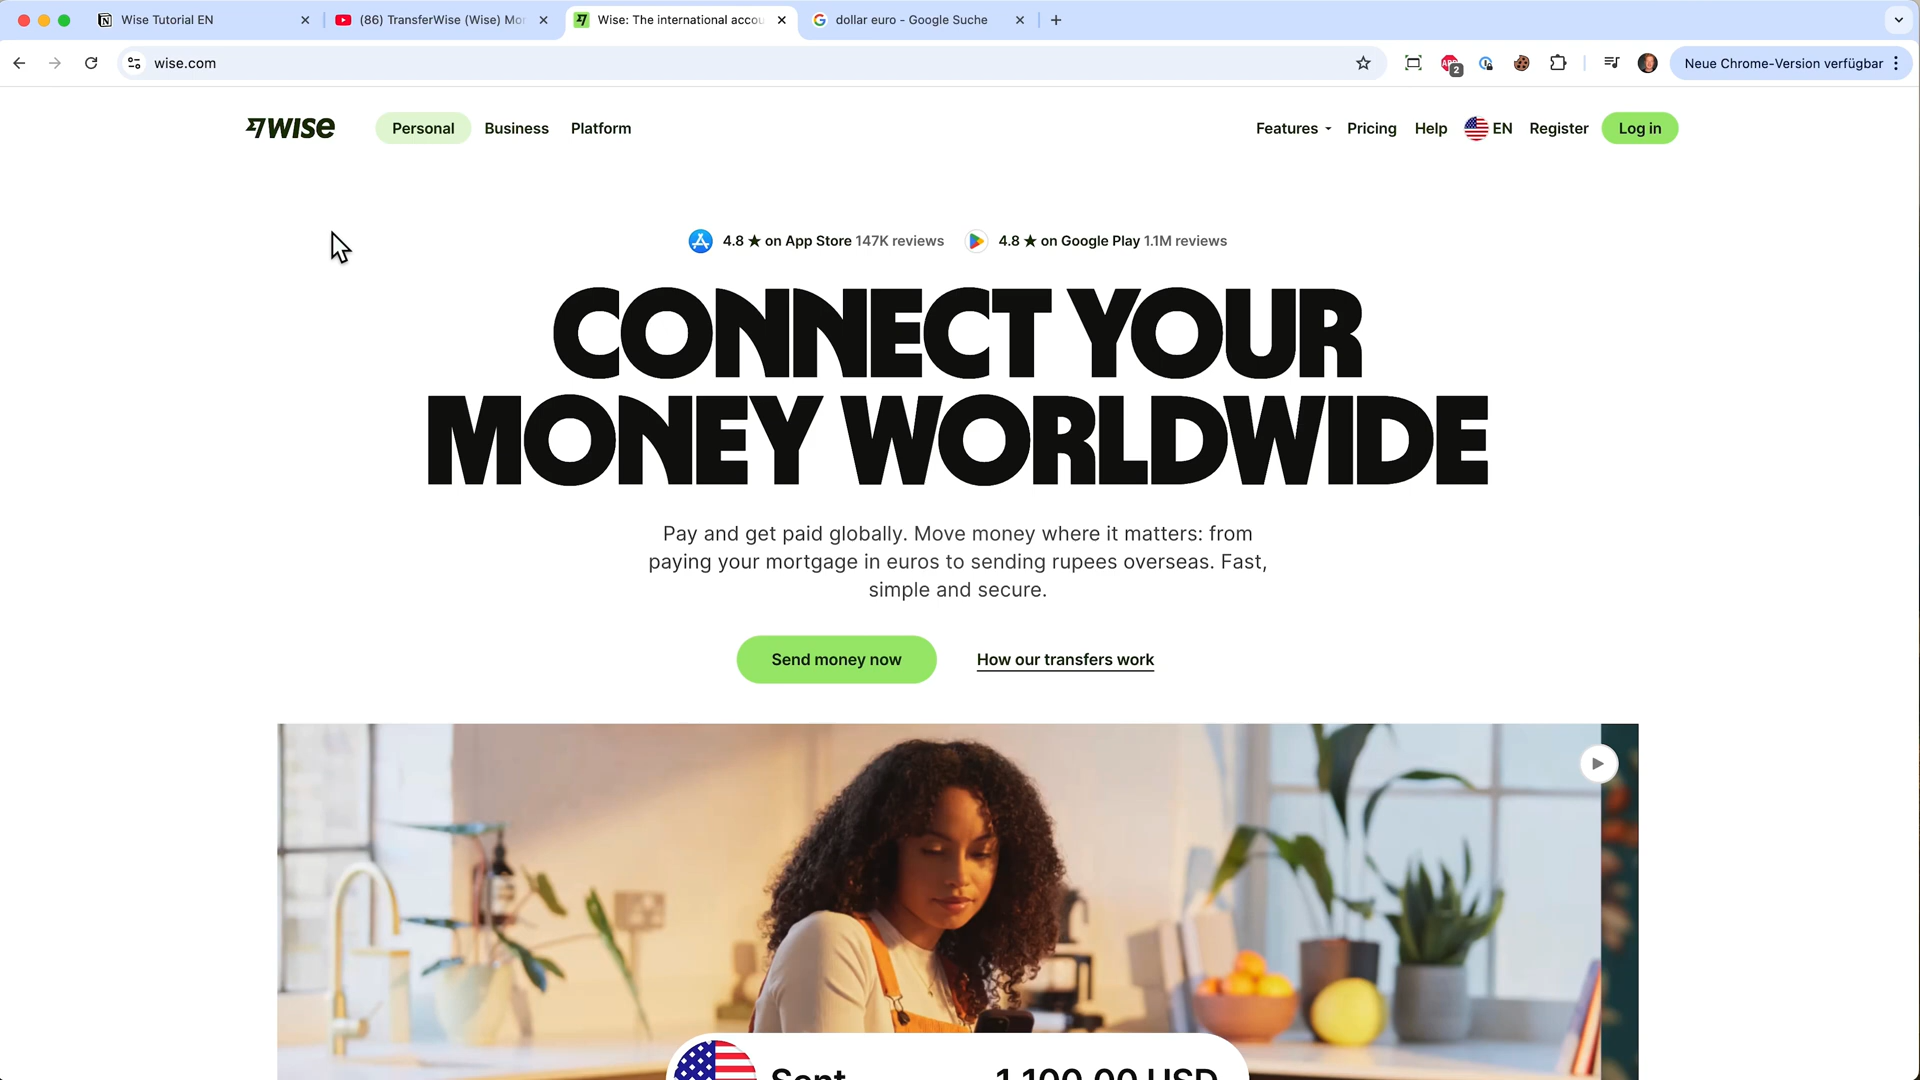 Wise Tutorial EN
(86) TransferWise (Wise) Mo
Wise: The international accou
dollar euro - Google Suche
wise.com
2
Neue Chrome-Version verfügbar
WISE
Personal
Business
Platform
Features
Pricing
Help
EN
Register
Log in
4.8 ★ on App Store 147K reviews
4.8 ★ on Google Play 1.1M reviews
CONNECT YOUR
MONEY WORLDWIDE
Pay and get paid globally. Move money where it matters: from
paying your mortgage in euros to sending rupees overseas. Fast,
simple and secure.
Send money now
How our transfers work
Sent 1,100.00 USD